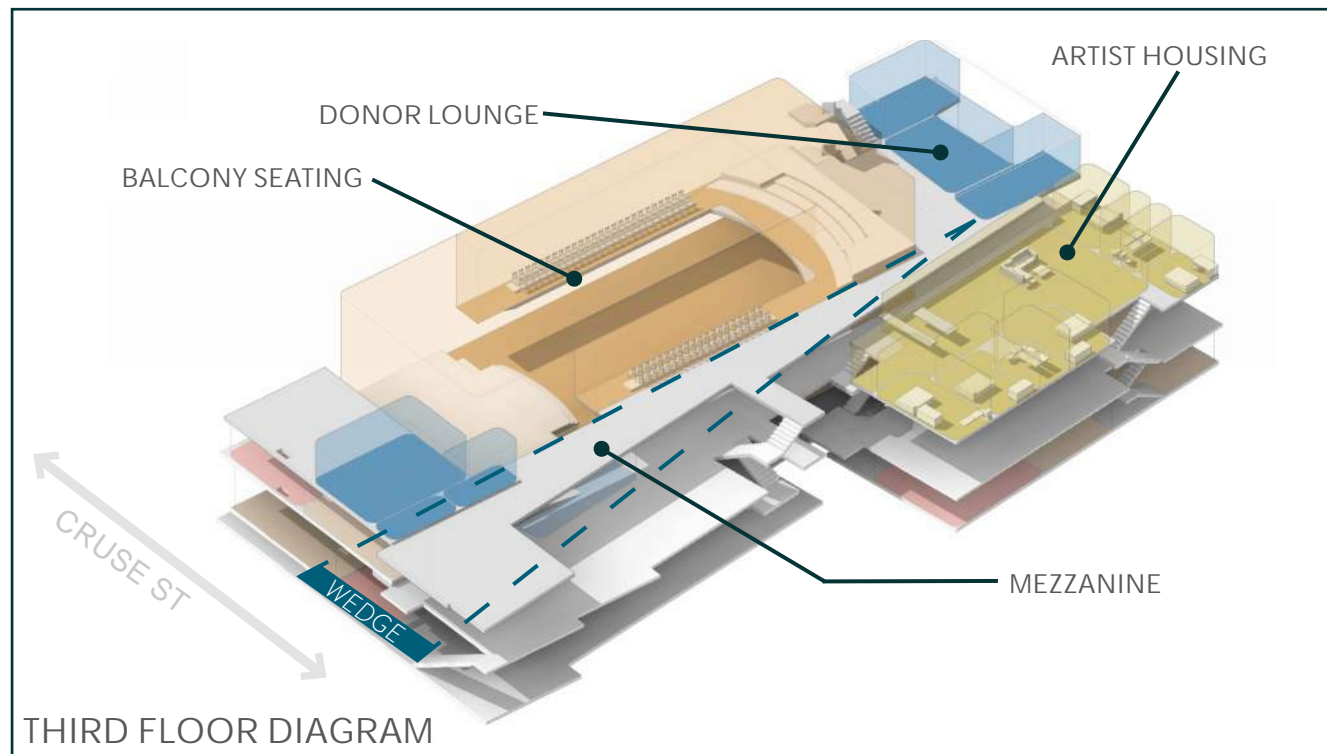 ARTIST HOUSING
DONOR LOUNGE
BALCONY SEATING
CRUSE ST
WEDGE
MEZZANINE
THIRD FLOOR DIAGRAM